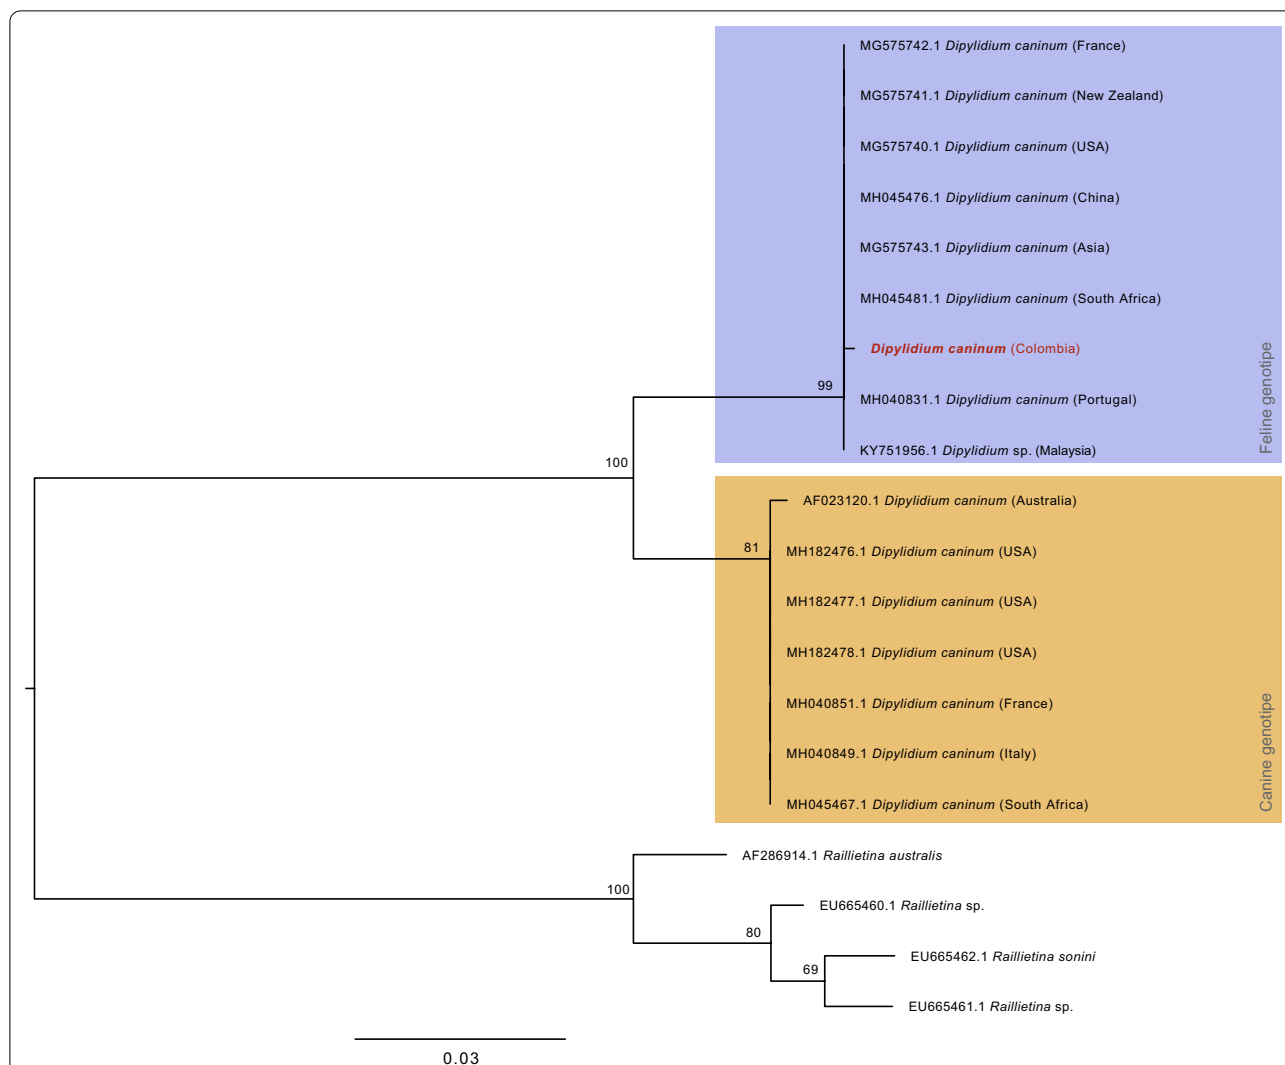 MG575742.1 Dipylidium caninum (France)
MG575741.1 Dipylidium caninum (New Zealand)
MG575740.1 Dipylidium caninum (USA)
MH045476.1 Dipylidium caninum (China)
MG575743.1 Dipylidium caninum (Asia)
MH045481.1 Dipylidium caninum (South Africa)
Dipylidium caninum (Colombia)
99
MH040831.1 Dipylidium caninum (Portugal)
KY751956.1 Dipylidium sp. (Malaysia)
Feline genotipe
100
AF023120.1 Dipylidium caninum (Australia)
81
MH182476.1 Dipylidium caninum (USA)
MH182477.1 Dipylidium caninum (USA)
MH182478.1 Dipylidium caninum (USA)
MH040851.1 Dipylidium caninum (France)
MH040849.1 Dipylidium caninum (Italy)
MH045467.1 Dipylidium caninum (South Africa)
Canine genotipe
AF286914.1 Raillietina australis
100
EU665460.1 Raillietina sp.
80
EU665462.1 Raillietina sonini
69
EU665461.1 Raillietina sp.
0.03